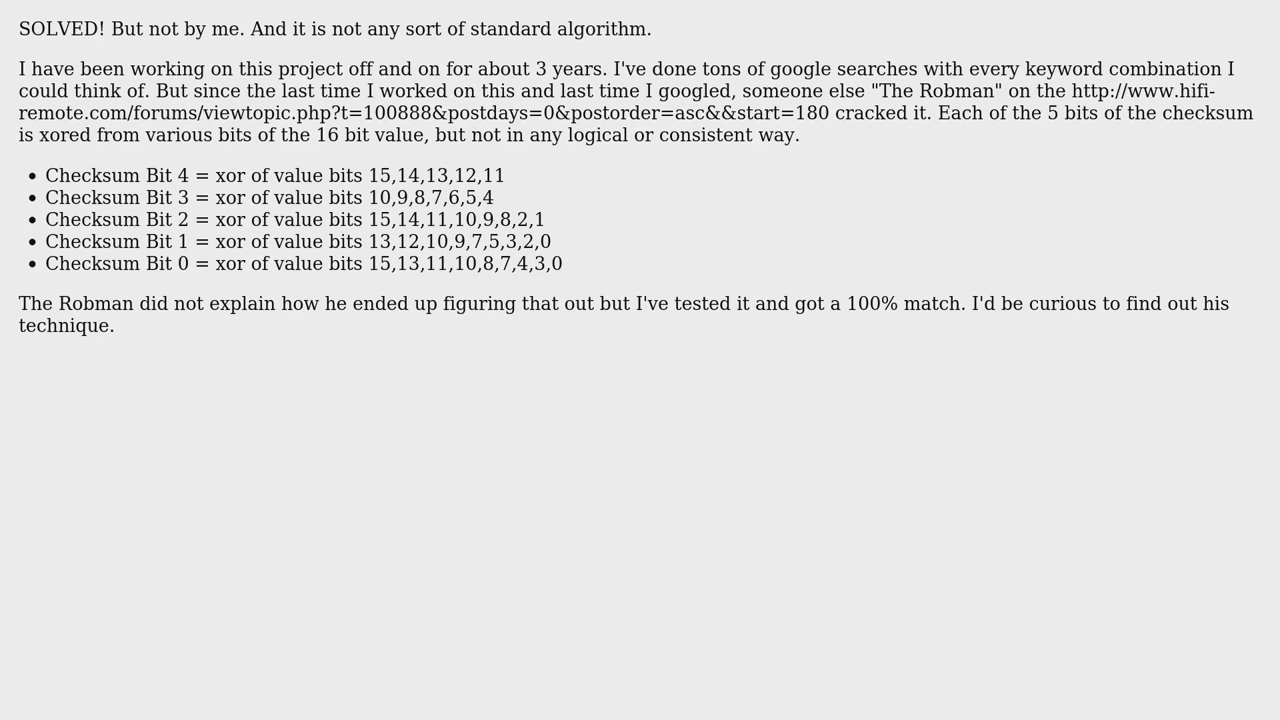 SOLVED! But not by me. And it is not any sort of standard algorithm.
I have been working on this project off and on for about 3 years. I've done tons of google searches with every keyword combination I
could think of. But since the last time I worked on this and last time I googled, someone else "The Robman" on the http://www.hifi-
remote.com/forums/viewtopic.php?t=100888&postdays=0&postorder=asc&&start=180 cracked it. Each of the 5 bits of the checksum
is xored from various bits of the 16 bit value, but not in any logical or consistent way.
• Checksum Bit 4 = xor of value bits 15,14,13,12,11
• Checksum Bit 3 = xor of value bits 10,9,8,7,6,5,4
• Checksum Bit 2 = xor of value bits 15,14,11,10,9,8,2,1
• Checksum Bit 1 = xor of value bits 13,12,10,9,7,5,3,2,0
• Checksum Bit 0 = xor of value bits 15,13,11,10,8,7,4,3,0
The Robman did not explain how he ended up figuring that out but I've tested it and got a 100% match. I'd be curious to find out his
technique.